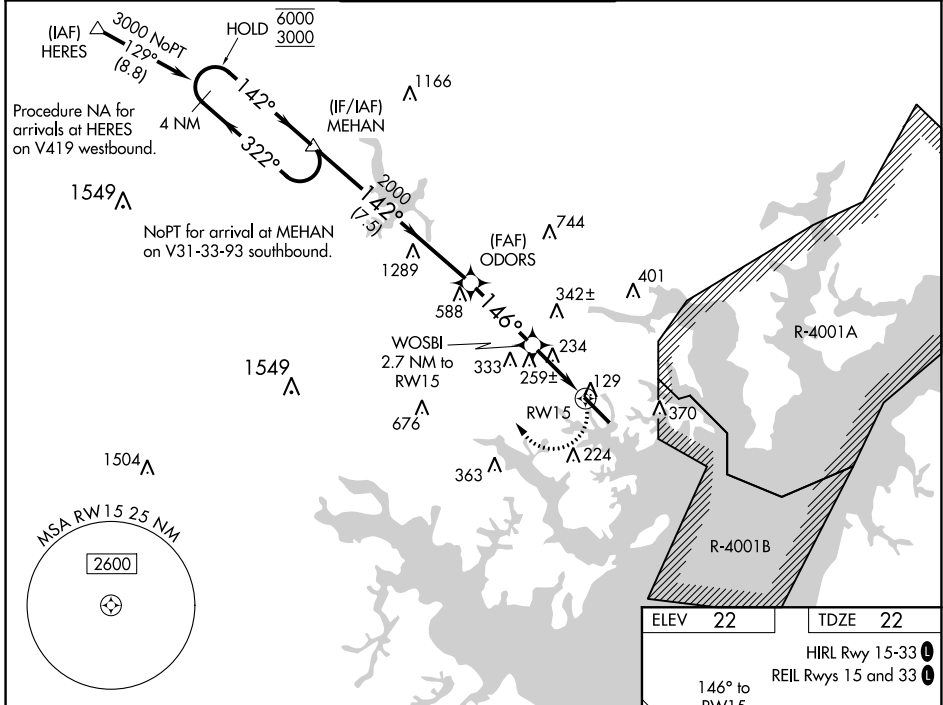 (IAF)
HERES
3000 NoPT
129°
(8.8)
HOLD
6000
3000
142°
4 NM
322°
(IF/IAF)
MEHAN
1166
Procedure NA for
arrivals at HERES
on V419 westbound.
1549
NoPT for arrival at MEHAN
on V31-33-93 southbound.
2000
142°
(7.5)
1289
(FAF)
ODORS
744
588
146°
342±
401
R-4001A
WOSBI
2.7 NM to
RW15
333
259±
234
1549
129
RW15
370
676
224
363
1504
MSA RW15 25 NM
2600
R-4001B
ELEV 22
TDZE 22
HIRL Rwy 15-33 L
REIL Rwys 15 and 33 L
146° to
RW15